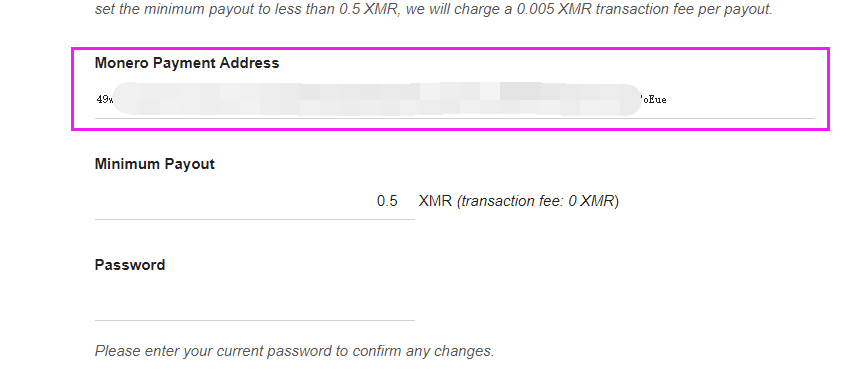 set the minimum payout to less than 0.5 XMR, we will charge a 0.005 XMR transaction fee per payout.
Monero Payment Address
49w oEue
Minimum Payout
0.5 XMR (transaction fee: 0 XMR)
Password
Please enter your current password to confirm any changes.